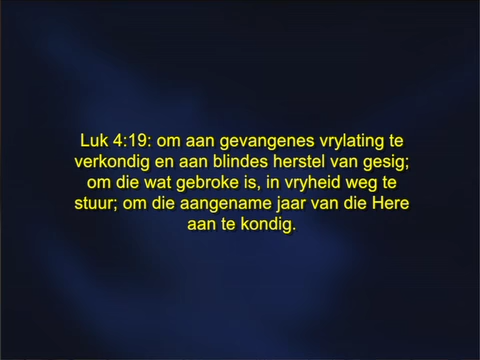 Luk 4:19: om aan gevangenes vrylating te
verkondig en aan blindes herstel van gesig;
om die wat gebroke is, in vryheid weg te
stuur; om die aangename jaar van die Here
aan te kondig.